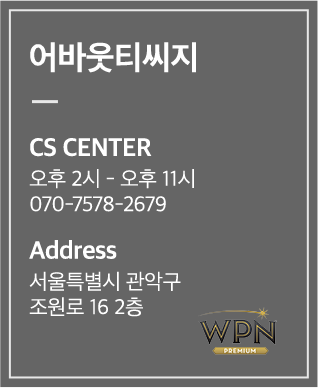 어바웃티씨지
CS CENTER
오후 2시 - 오후 11시
070-7578-2679
Address
서울특별시 관악구
조원로 16 2층
WPN
PREMIUM